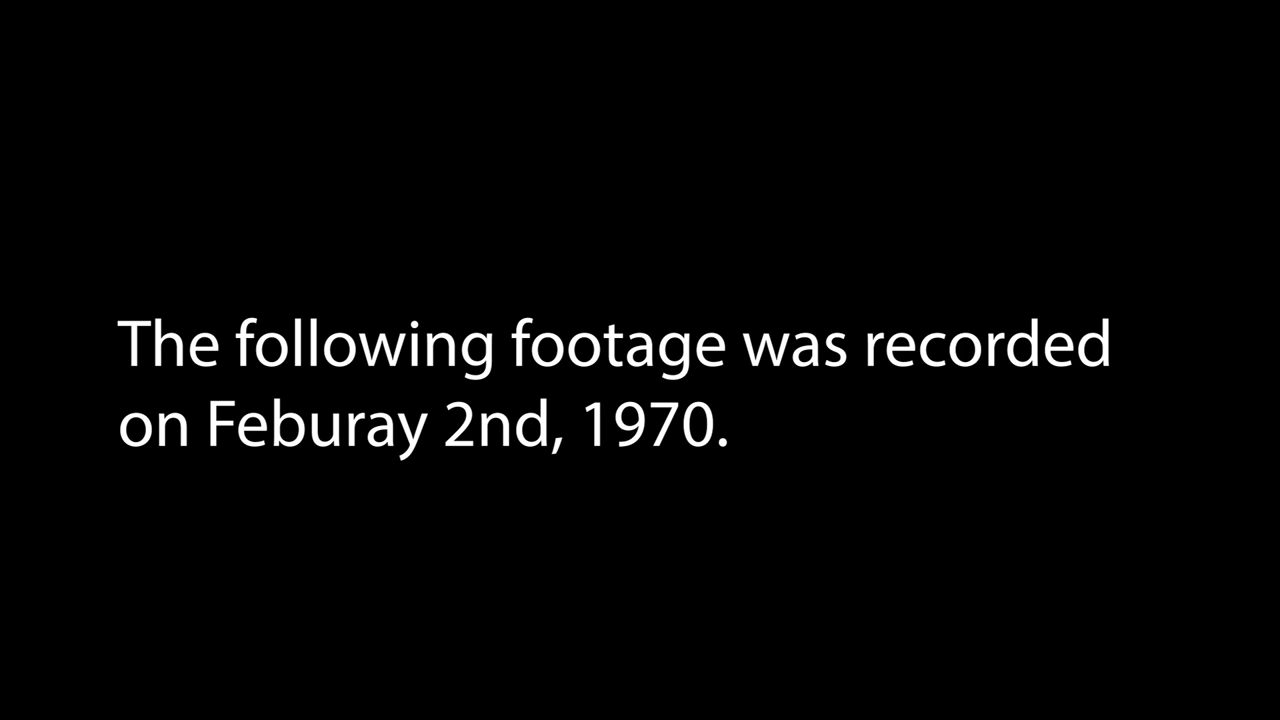 The following footage was recorded
on Feburay 2nd, 1970.